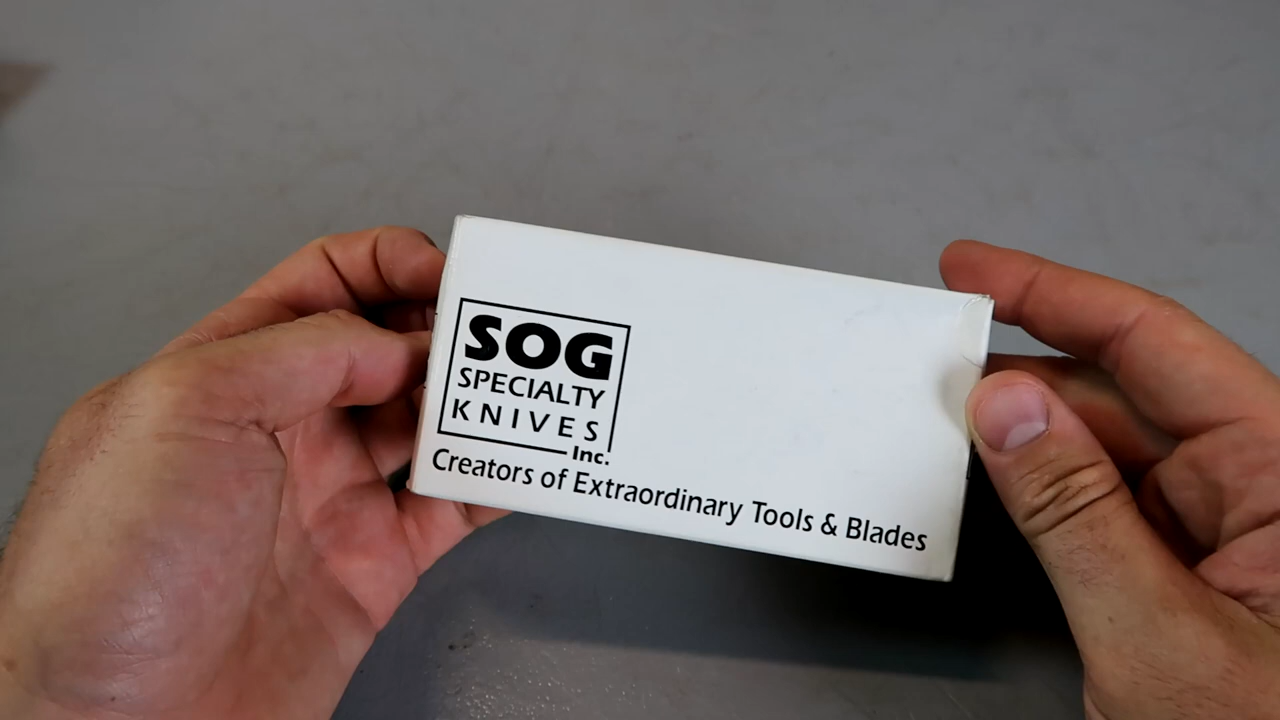 SOG
SPECIALTY
KNIVES
Inc.
Creators of Extraordinary Tools & Blades